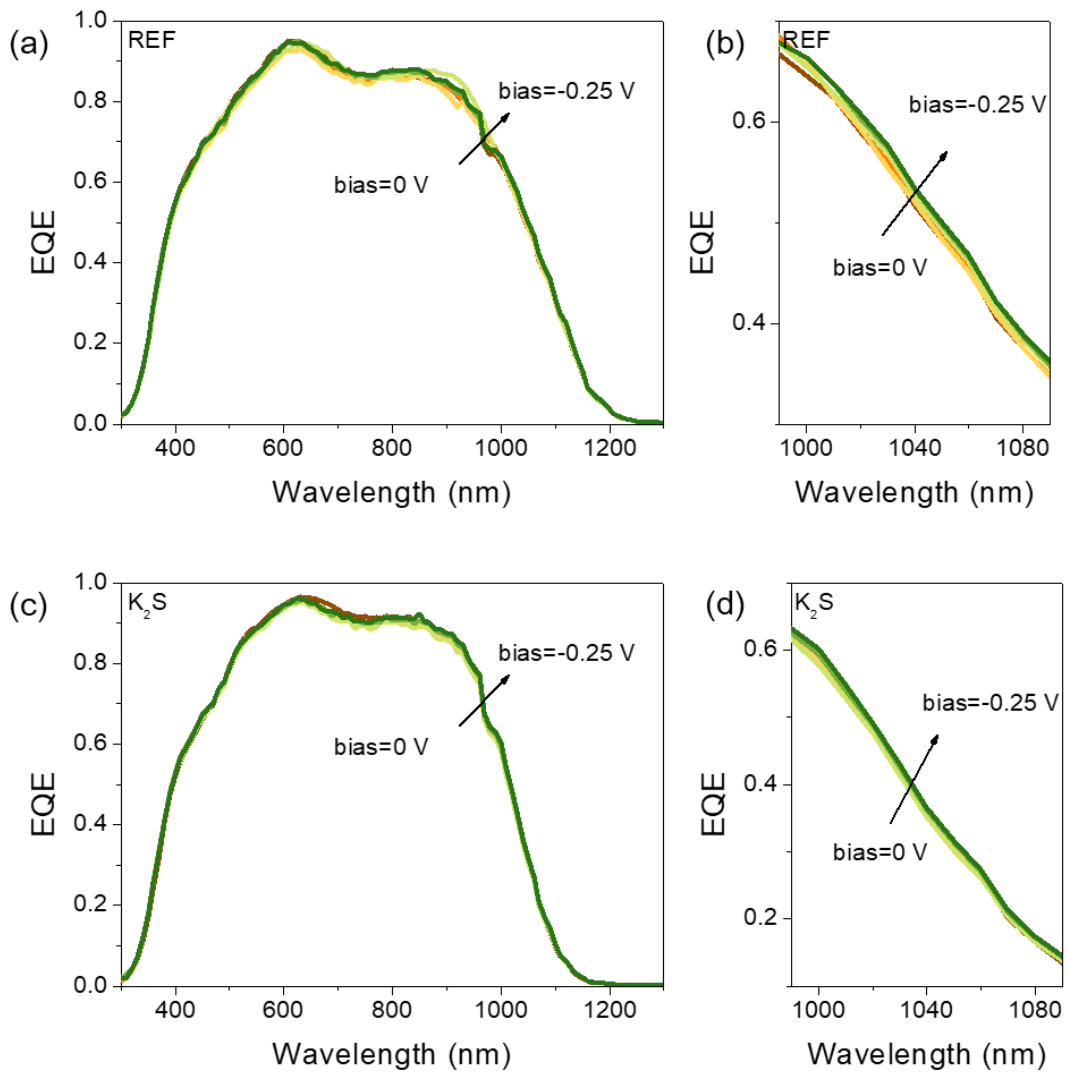 (a)
REF
1.0
0.8
0.6
0.4
0.2
0.0
EQE
bias=-0.25 V
bias=0 V
400
600
800
1000
1200
Wavelength (nm)
(b)
REF
0.6
0.4
EQE
bias=-0.25 V
bias=0 V
1000
1040
1080
Wavelength (nm)
(c)
K₂S
1.0
0.8
0.6
0.4
0.2
0.0
EQE
bias=-0.25 V
bias=0 V
400
600
800
1000
1200
Wavelength (nm)
(d)
K₂S
0.6
0.4
0.2
EQE
bias=-0.25 V
bias=0 V
1000
1040
1080
Wavelength (nm)